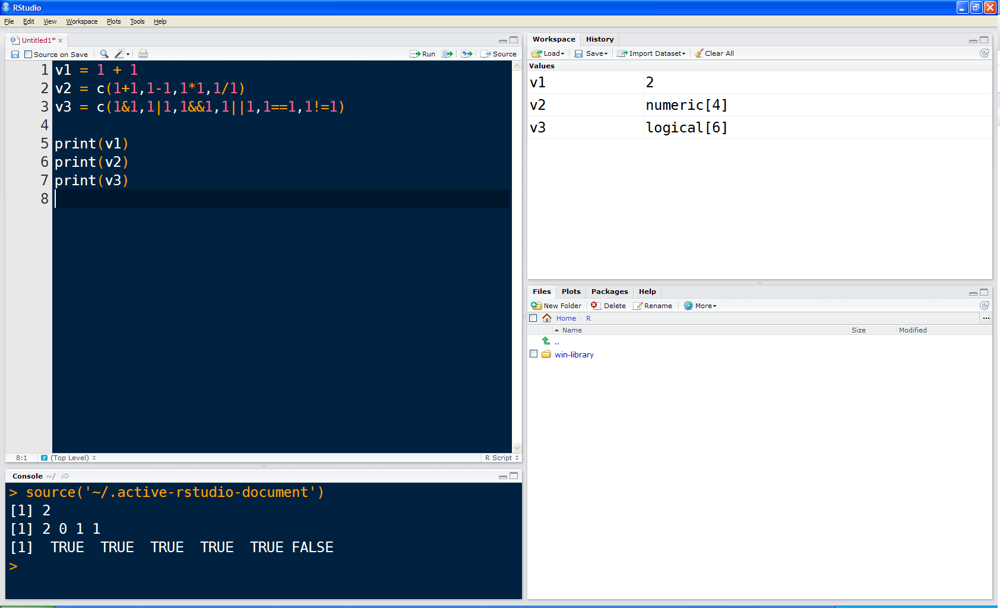 RStudio
File Edit View Workspace Plots Tools Help
Untitled1*
Source on Save Run Source
1 v1 = 1 + 1
2 v2 = c(1+1,1-1,1*1,1/1)
3 v3 = c(1&1,1|1,1&&1,1||1,1==1,1!=1)
4
5 print(v1)
6 print(v2)
7 print(v3)
8
8:1 (Top Level) R Script
Console ~/
> source('~/.active-rstudio-document')
[1] 2
[1] 2 0 1 1
[1]  TRUE  TRUE  TRUE  TRUE  TRUE FALSE
>
Workspace History
Load Save Import Dataset Clear All
Values
v1 2
v2 numeric[4]
v3 logical[6]
Files Plots Packages Help
New Folder Delete Rename More
Home R ...
Name Size Modified
..
win-library